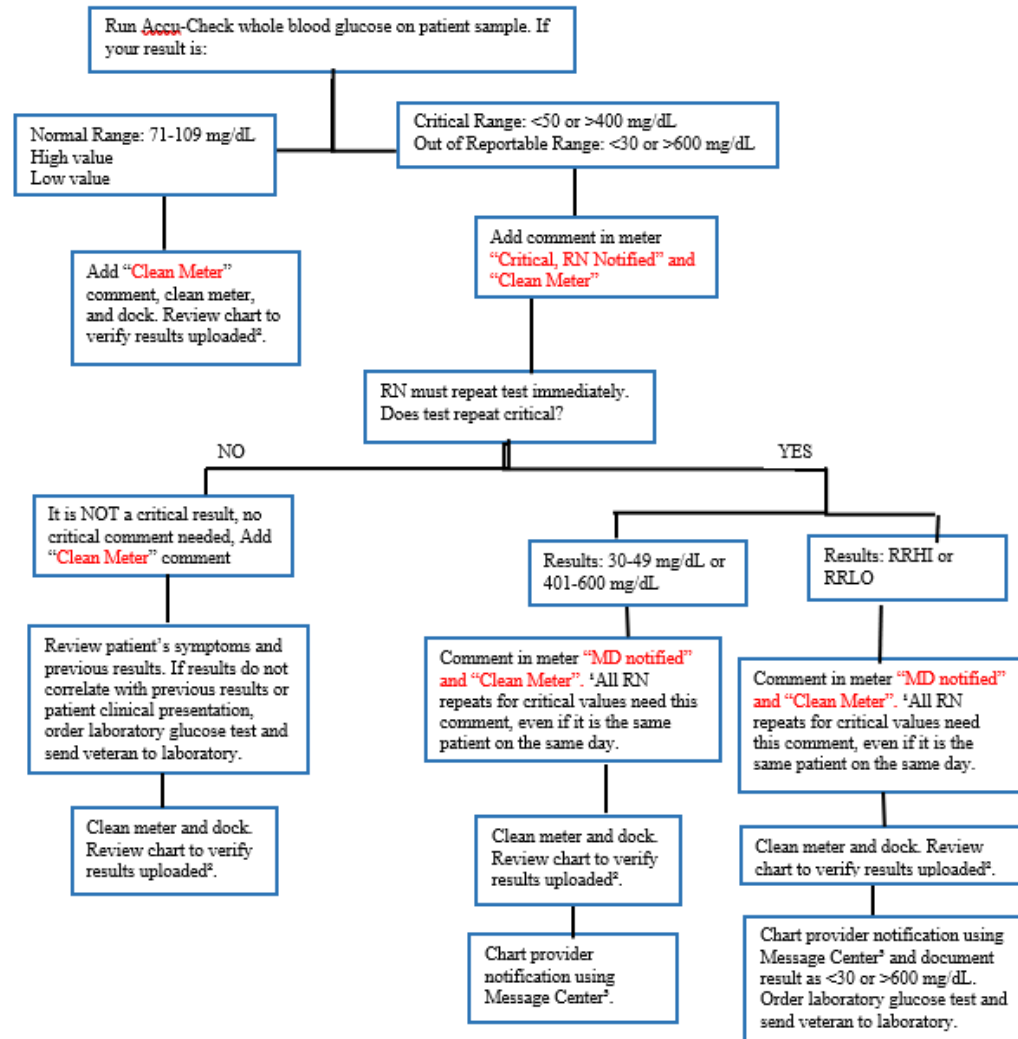 Run Accu-Check whole blood glucose on patient sample. If
your result is:
Normal Range: 71-109 mg/dL
High value
Low value
Critical Range: <50 or >400 mg/dL
Out of Reportable Range: <30 or >600 mg/dL
Add “Clean Meter”
comment, clean meter,
and dock. Review chart to
verify results uploaded².
Add comment in meter
“Critical, RN Notified” and
“Clean Meter”
RN must repeat test immediately.
Does test repeat critical?
NO
YES
It is NOT a critical result, no
critical comment needed, Add
“Clean Meter” comment
Results: 30-49 mg/dL or
401-600 mg/dL
Results: RRHI or
RRLO
Review patient’s symptoms and
previous results. If results do not
correlate with previous results or
patient clinical presentation,
order laboratory glucose test and
send veteran to laboratory.
Comment in meter “MD notified”
and “Clean Meter”. ¹All RN
repeats for critical values need this
comment, even if it is the same
patient on the same day.
Comment in meter “MD notified”
and “Clean Meter”. ¹All RN
repeats for critical values need
this comment, even if it is the
same patient on the same day.
Clean meter and dock.
Review chart to verify
results uploaded².
Clean meter and dock.
Review chart to verify
results uploaded².
Clean meter and dock. Review
chart to verify results uploaded².
Chart provider
notification using
Message Center³.
Chart provider notification using
Message Center³ and document
result as <30 or >600 mg/dL.
Order laboratory glucose test and
send veteran to laboratory.